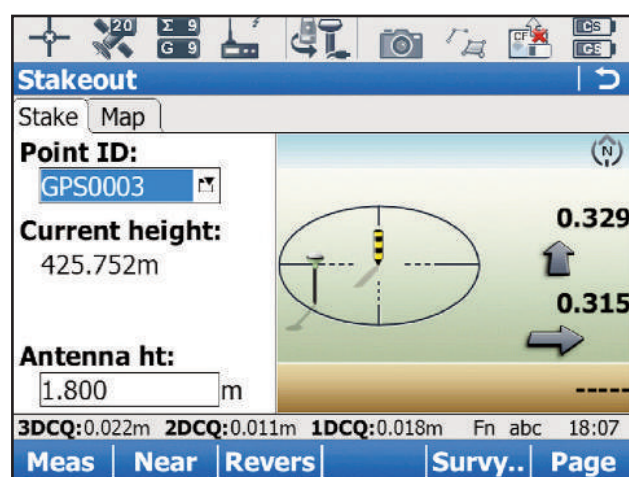 20 Σ 9
G 9
CF
CS
GS
Stakeout
Stake Map
Point ID:
GPS0003
N
Current height:
425.752m
0.329
0.315
Antenna ht:
1.800 m
-----
3DCQ:0.022m 2DCQ:0.011m 1DCQ:0.018m Fn abc 18:07
Meas Near Revers Survy.. Page